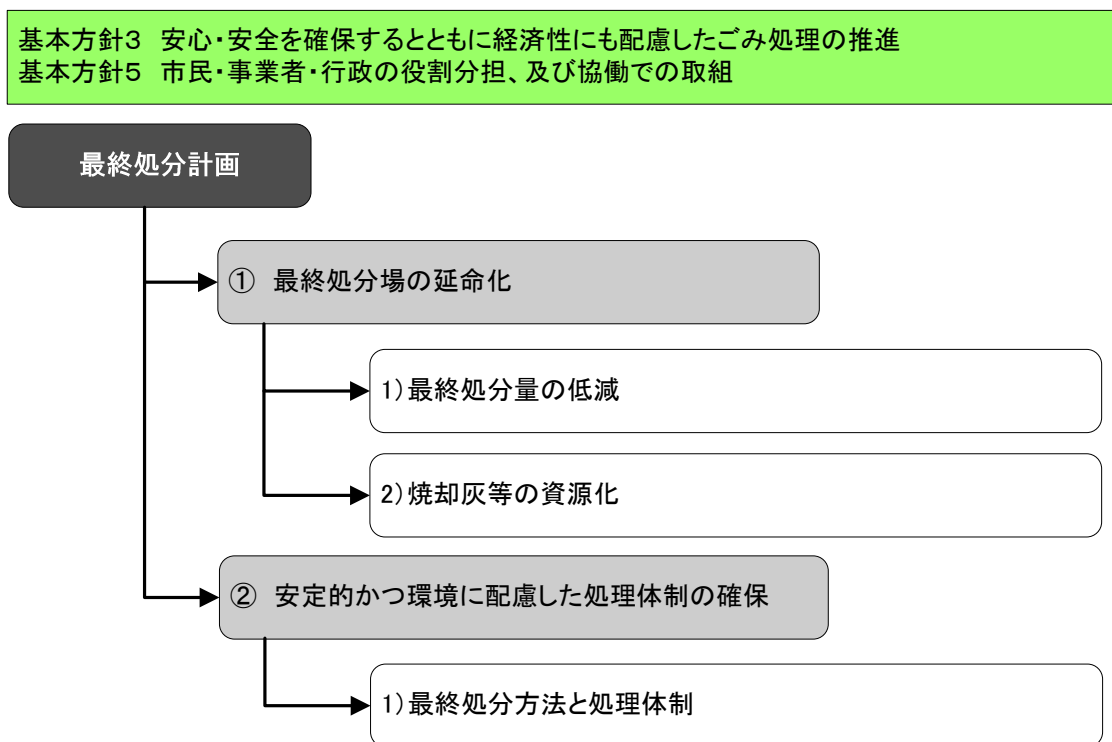 基本方針3 安心・安全を確保するとともに経済性にも配慮したごみ処理の推進
基本方針5 市民・事業者・行政の役割分担、及び協働での取組
最終処分計画
① 最終処分場の延命化
1)最終処分量の低減
2)焼却灰等の資源化
② 安定的かつ環境に配慮した処理体制の確保
1)最終処分方法と処理体制